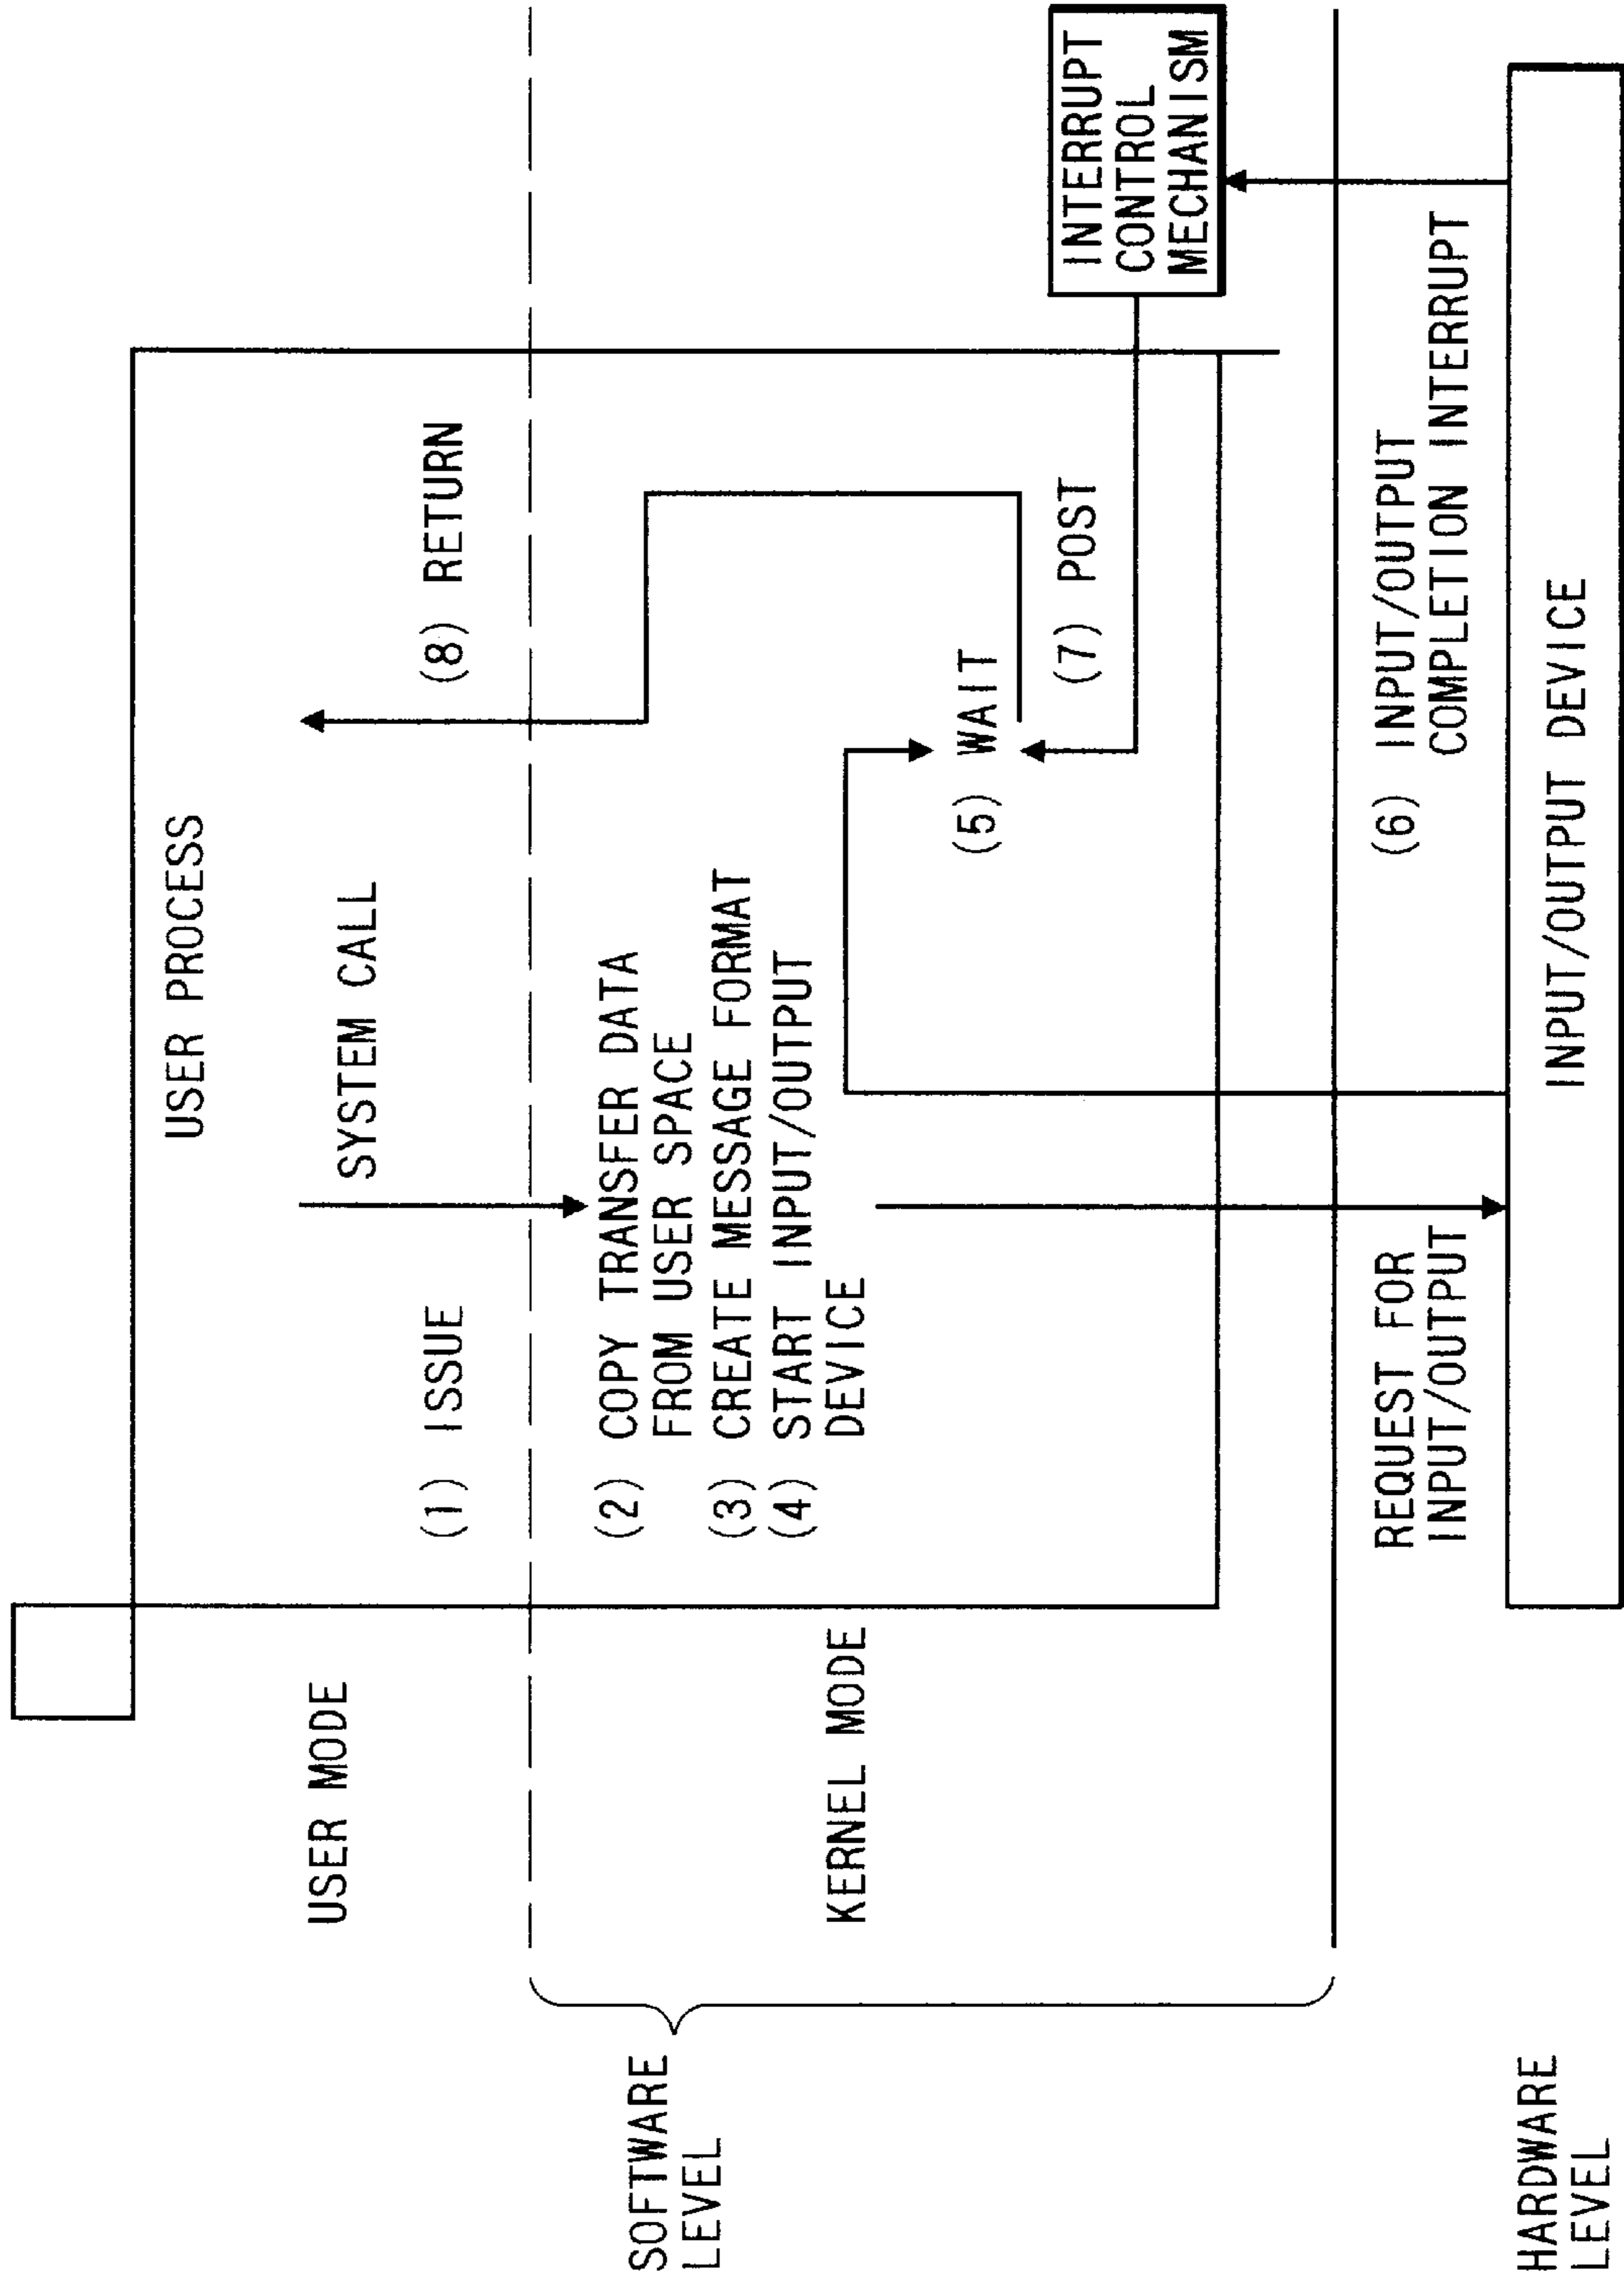 USER PROCESS
USER MODE
SYSTEM CALL
(1) ISSUE
(8) RETURN
SOFTWARE
LEVEL
KERNEL MODE
(2) COPY TRANSFER DATA
FROM USER SPACE
(3) CREATE MESSAGE FORMAT
(4) START INPUT/OUTPUT
DEVICE
(5) WAIT
(7) POST
INTERRUPT
CONTROL
MECHANISM
REQUEST FOR
INPUT/OUTPUT
(6) INPUT/OUTPUT
COMPLETION INTERRUPT
HARDWARE
LEVEL
INPUT/OUTPUT DEVICE